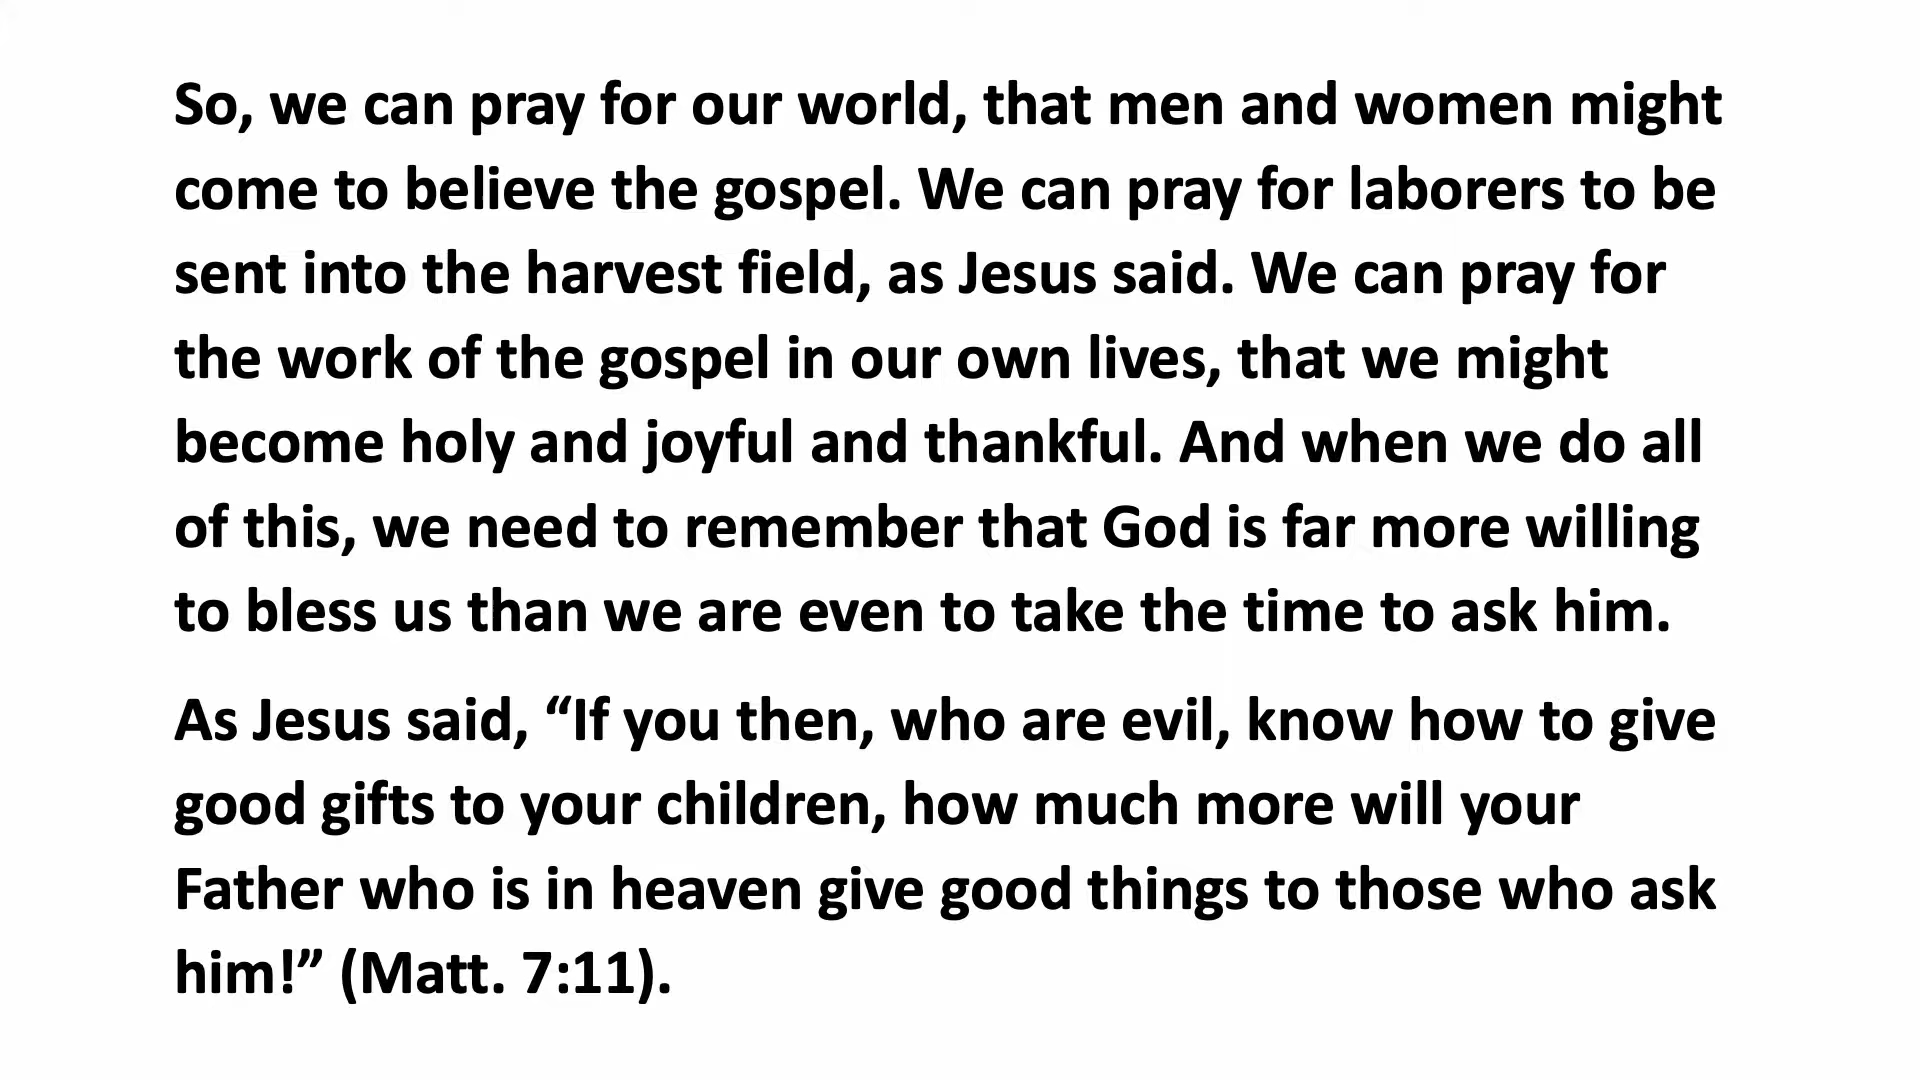 So, we can pray for our world, that men and women might
come to believe the gospel. We can pray for laborers to be
sent into the harvest field, as Jesus said. We can pray for
the work of the gospel in our own lives, that we might
become holy and joyful and thankful. And when we do all
of this, we need to remember that God is far more willing
to bless us than we are even to take the time to ask him.
As Jesus said, “If you then, who are evil, know how to give
good gifts to your children, how much more will your
Father who is in heaven give good things to those who ask
him!” (Matt. 7:11).